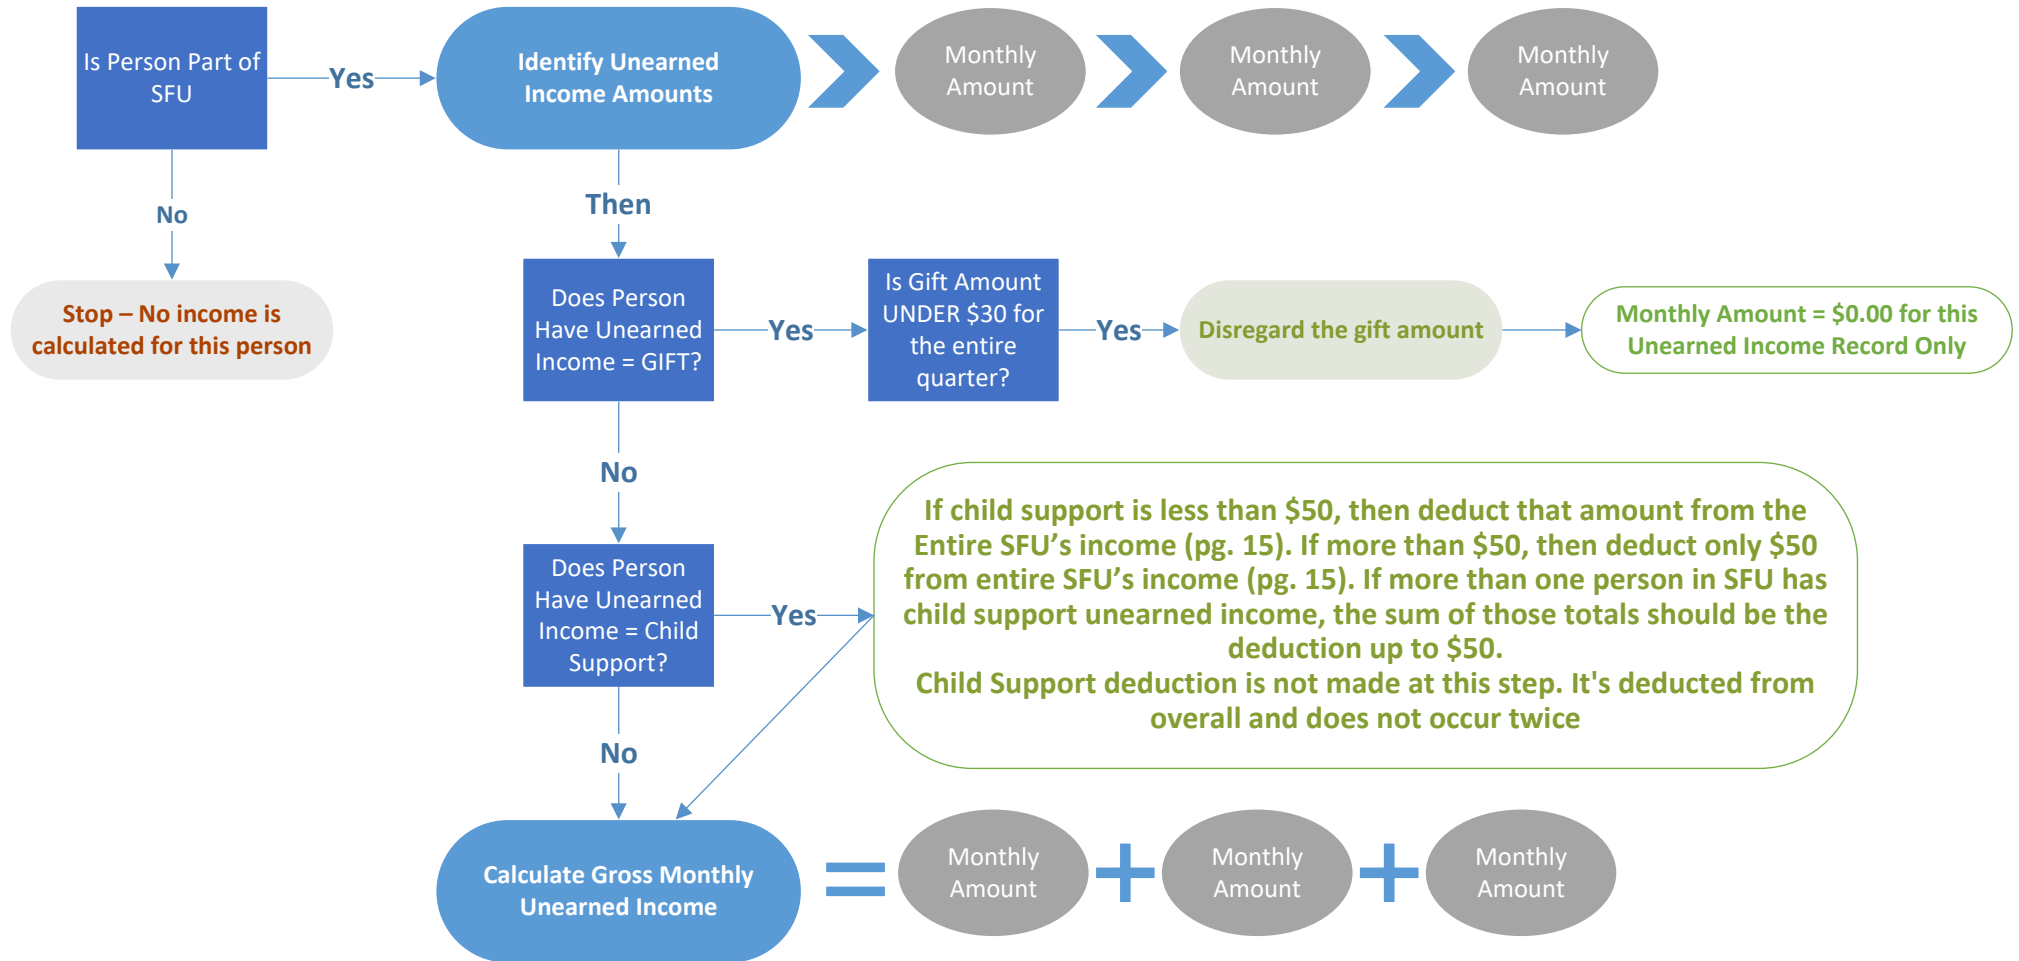 Is Person Part of
SFU
Yes
Identify Unearned
Income Amounts
Monthly
Amount
Monthly
Amount
Monthly
Amount
No
Then
Stop – No income is
calculated for this person
Does Person
Have Unearned
Income = GIFT?
Yes
Is Gift Amount
UNDER $30 for
the entire
quarter?
Yes
Disregard the gift amount
Monthly Amount = $0.00 for this
Unearned Income Record Only
No
Does Person
Have Unearned
Income = Child
Support?
Yes
If child support is less than $50, then deduct that amount from the
Entire SFU’s income (pg. 15). If more than $50, then deduct only $50
from entire SFU’s income (pg. 15). If more than one person in SFU has
child support unearned income, the sum of those totals should be the
deduction up to $50.
Child Support deduction is not made at this step. It's deducted from
overall and does not occur twice
No
Calculate Gross Monthly
Unearned Income
=
Monthly
Amount
+
Monthly
Amount
+
Monthly
Amount